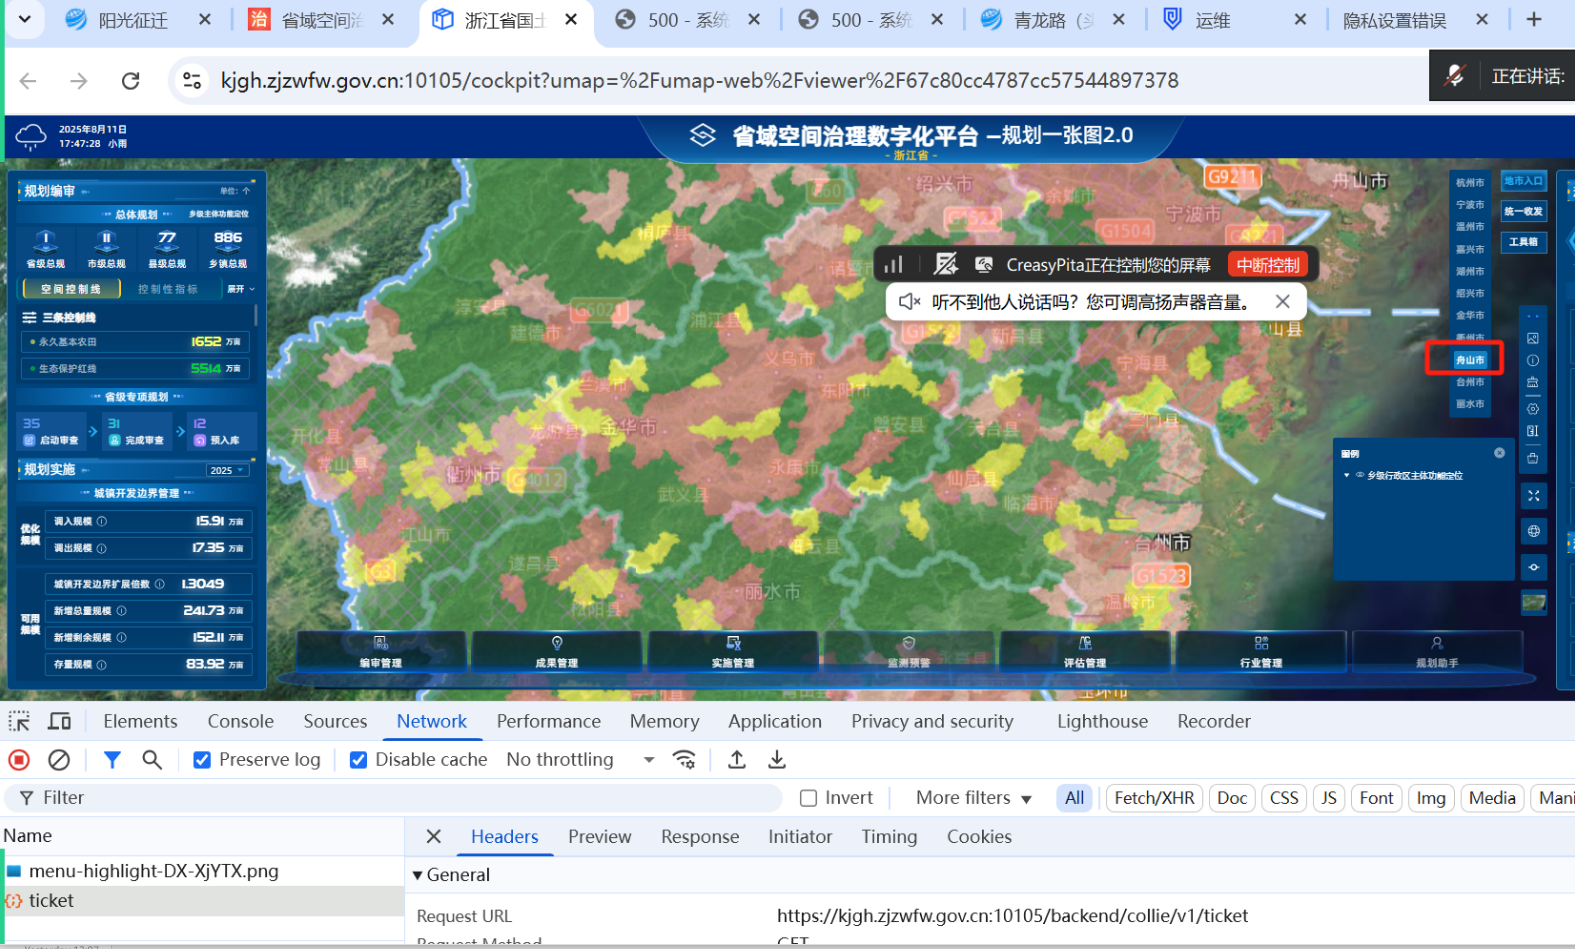 阳光征迁
省域空间治
浙江省国土
500 - 系统
500 - 系统
青龙路（头
运维
隐私设置错误
kjgh.zjzwfw.gov.cn:10105/cockpit?umap=%2Fumap-web%2Fviewer%2F67c80cc4787cc57544897378
正在讲话:
2025年8月11日
17:47:28 小雨
省域空间治理数字化平台 –规划一张图2.0
- 浙江省 -
规划编审
单位：个
总体规划
乡级主体功能定位
I
II
77
886
省级总规
市级总规
县级总规
乡镇总规
空间控制线
控制性指标
展开
三条控制线
永久基本农田 1652 万亩
生态保护红线 5514 万亩
省级专项规划
35
31
12
启动审查
完成审查
预入库
规划实施
2025
城镇开发边界管理
优化规模
调入规模 15.91 万亩
调出规模 17.35 万亩
可用规模
城镇开发边界扩展倍数 1.3049
新增总量规模 241.73 万亩
新增剩余规模 152.11 万亩
存量规模 83.92 万亩
绍兴市
余姚市
宁波市
舟山市
G9211
G60
G1522
G1504
G9221
桐庐县
诸暨市
淳安县
G6021
建德市
浦江县
G1522
新昌县
象山县
义乌市
宁海县
兰溪市
东阳市
开化县
龙游县
金华市
磐安县
天台县
三门县
常山县
衢州市
G4012
永康市
武义县
仙居县
临海市
江山市
缙云县
台州市
遂昌县
G3
丽水市
G1523
松阳县
温岭市
永嘉县
青田县
玉环市
CreasyPita正在控制您的屏幕
中断控制
听不到他人说话吗？您可调高扬声器音量。
杭州市
宁波市
温州市
嘉兴市
湖州市
绍兴市
金华市
衢州市
舟山市
台州市
丽水市
地市入口
统一收发
工具箱
图例
乡级行政区主体功能定位
编审管理
成果管理
实施管理
监测预警
评估管理
行业管理
规划助手
Elements
Console
Sources
Network
Performance
Memory
Application
Privacy and security
Lighthouse
Recorder
Preserve log
Disable cache
No throttling
Filter
Invert
More filters
All
Fetch/XHR
Doc
CSS
JS
Font
Img
Media
Mani
Name
Headers
Preview
Response
Initiator
Timing
Cookies
menu-highlight-DX-XjYTX.png
ticket
General
Request URL
https://kjgh.zjzwfw.gov.cn:10105/backend/collie/v1/ticket
Request Method
GET